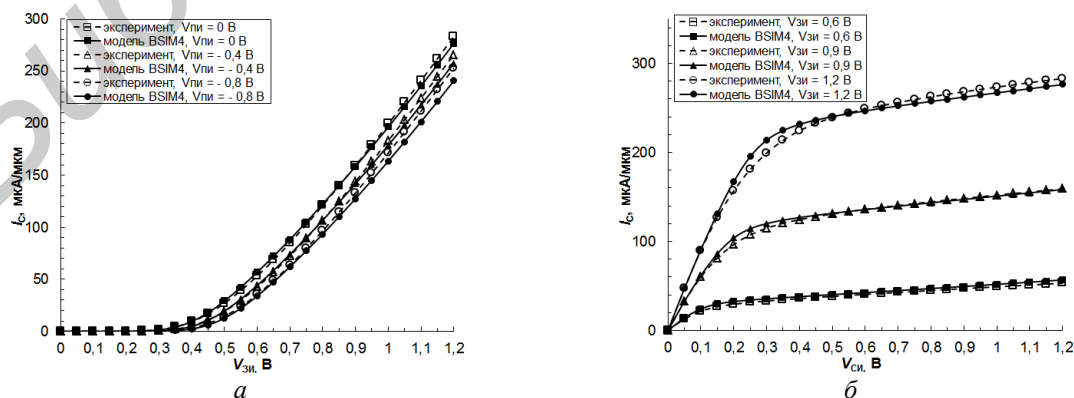 300
250
200
150
100
50
0
I_C, мкА/мкм
эксперимент, Vпи = 0 В
модель BSIM4, Vпи = 0 В
эксперимент, Vпи = - 0,4 В
модель BSIM4, Vпи = - 0,4 В
эксперимент, Vпи = - 0,8 В
модель BSIM4, Vпи = - 0,8 В
0 0,1 0,2 0,3 0,4 0,5 0,6 0,7 0,8 0,9 1 1,1 1,2
V_ЗИ, В
а
300
200
100
0
I_C, мкА/мкм
эксперимент, Vзи = 0,6 В
модель BSIM4, Vзи = 0,6 В
эксперимент, Vзи = 0,9 В
модель BSIM4, Vзи = 0,9 В
эксперимент, Vзи = 1,2 В
модель BSIM4, Vзи = 1,2 В
0 0,1 0,2 0,3 0,4 0,5 0,6 0,7 0,8 0,9 1 1,1 1,2
V_СИ, В
б